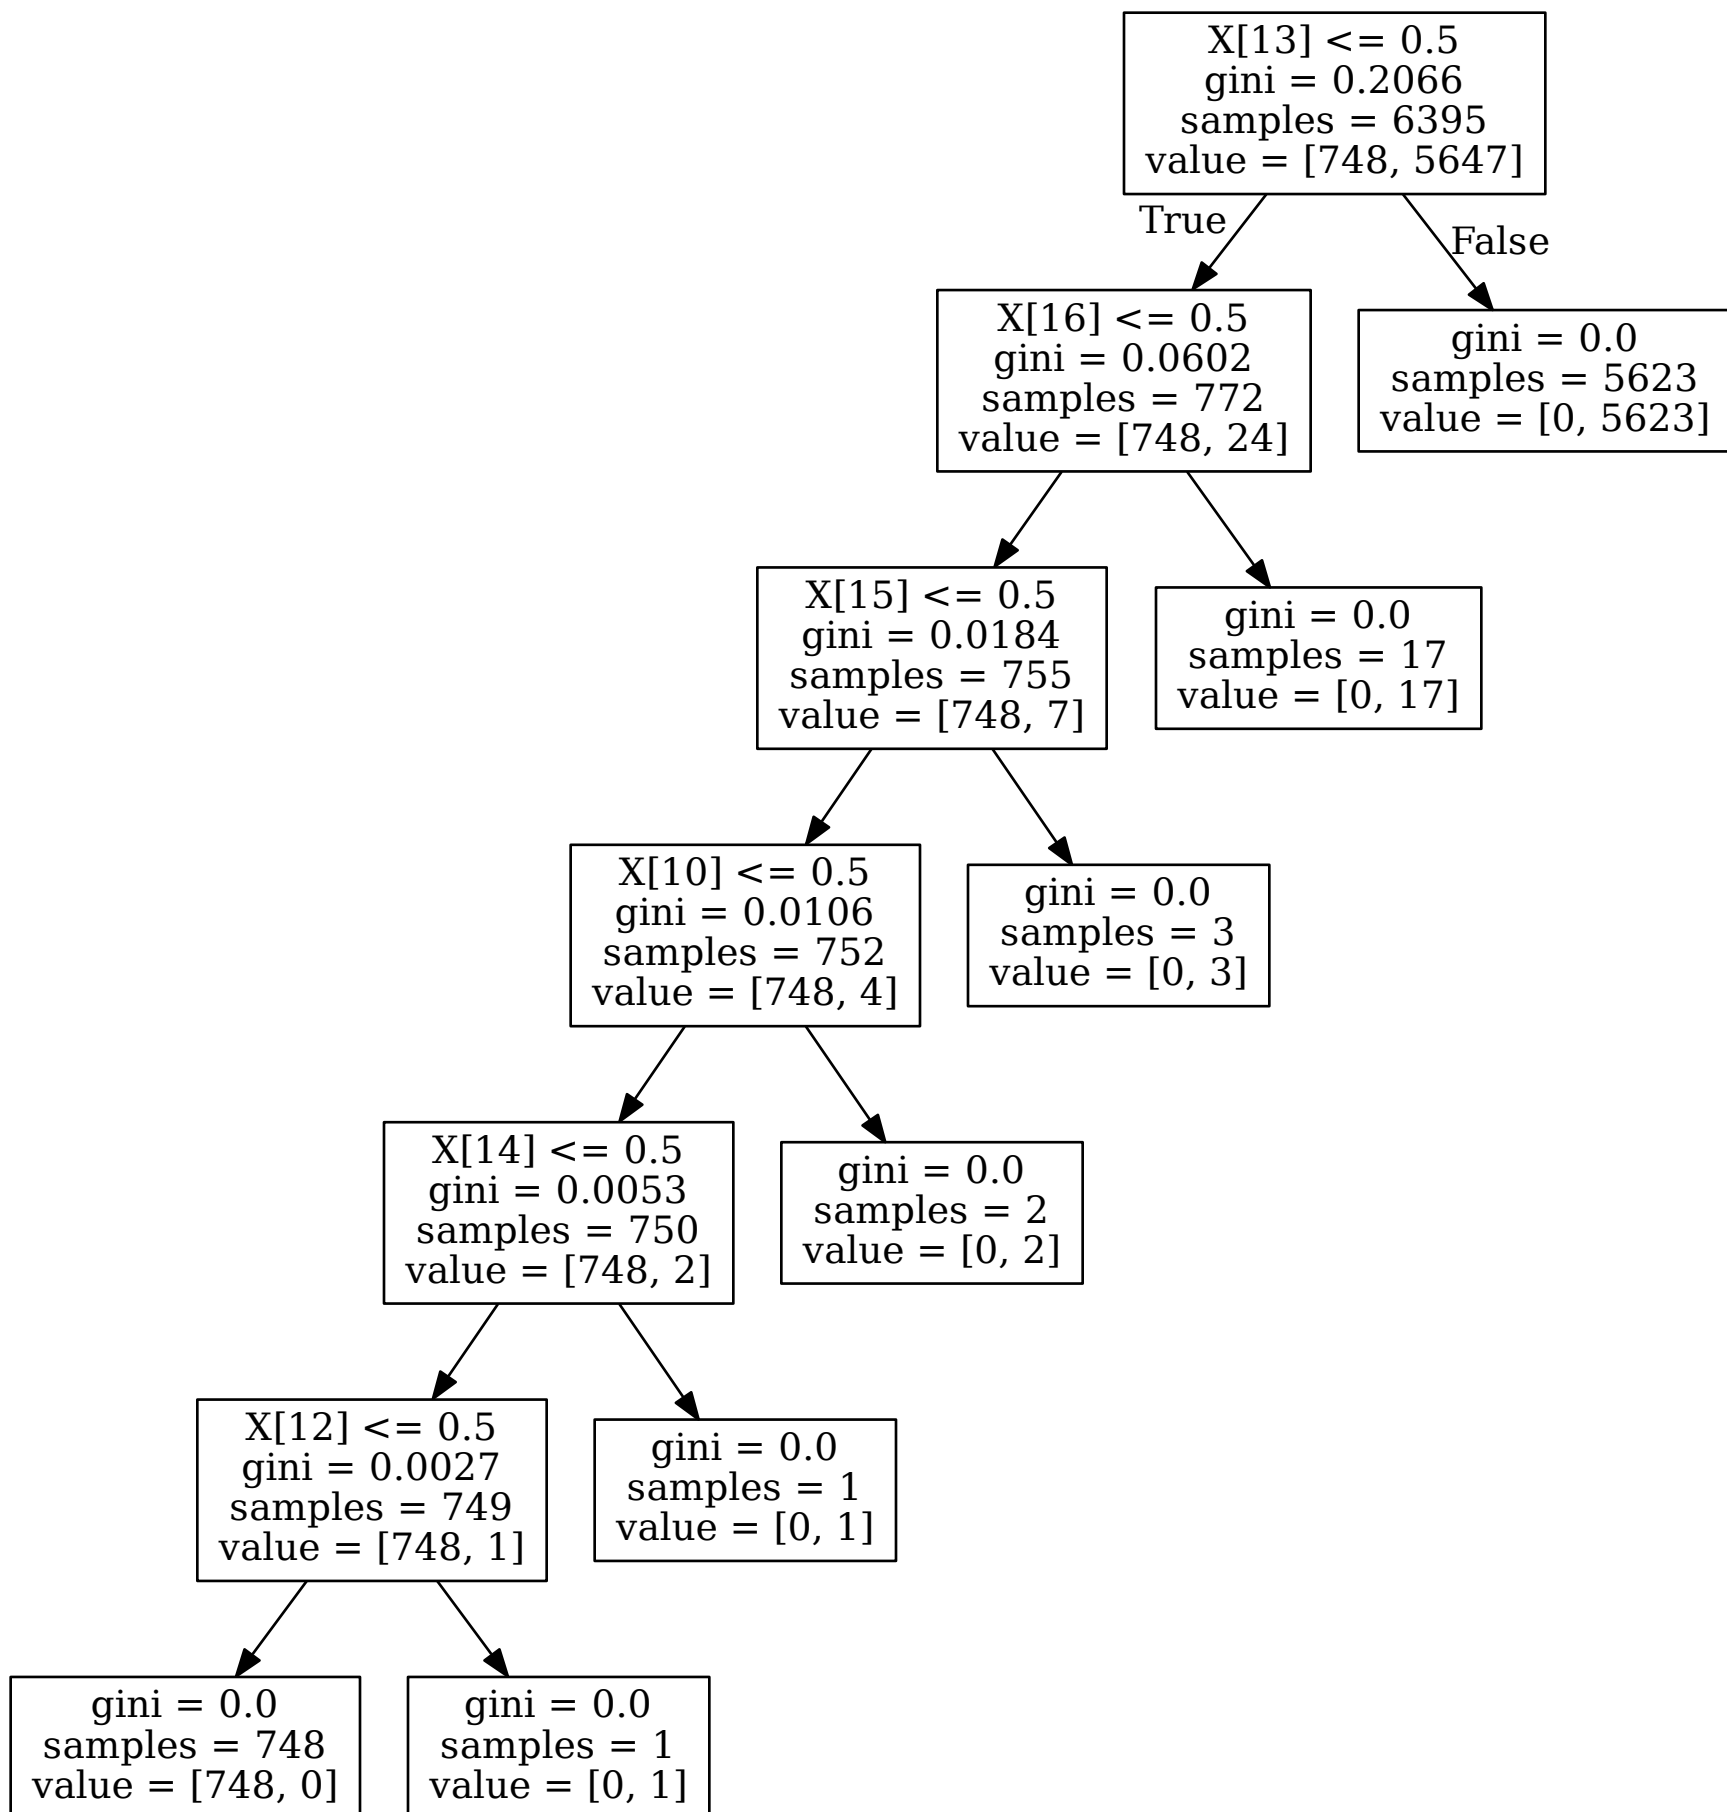 X[13] <= 0.5
gini = 0.2066
samples = 6395
value = [748, 5647]
True
False
X[16] <= 0.5
gini = 0.0602
samples = 772
value = [748, 24]
gini = 0.0
samples = 5623
value = [0, 5623]
X[15] <= 0.5
gini = 0.0184
samples = 755
value = [748, 7]
gini = 0.0
samples = 17
value = [0, 17]
X[10] <= 0.5
gini = 0.0106
samples = 752
value = [748, 4]
gini = 0.0
samples = 3
value = [0, 3]
X[14] <= 0.5
gini = 0.0053
samples = 750
value = [748, 2]
gini = 0.0
samples = 2
value = [0, 2]
X[12] <= 0.5
gini = 0.0027
samples = 749
value = [748, 1]
gini = 0.0
samples = 1
value = [0, 1]
gini = 0.0
samples = 748
value = [748, 0]
gini = 0.0
samples = 1
value = [0, 1]